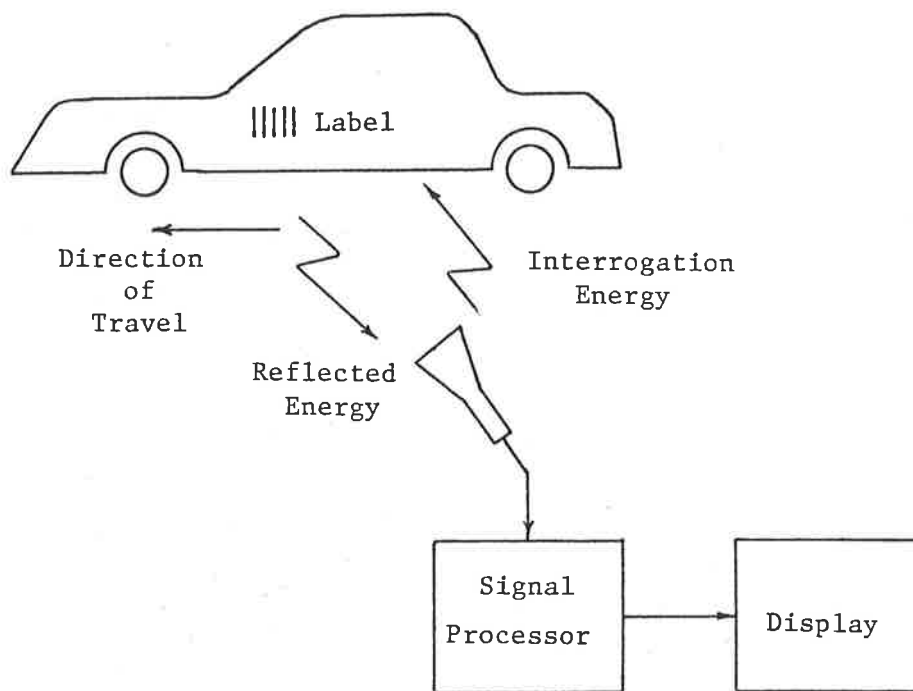 Label
Direction
of
Travel
Interrogation
Energy
Reflected
Energy
Signal
Processor
Display